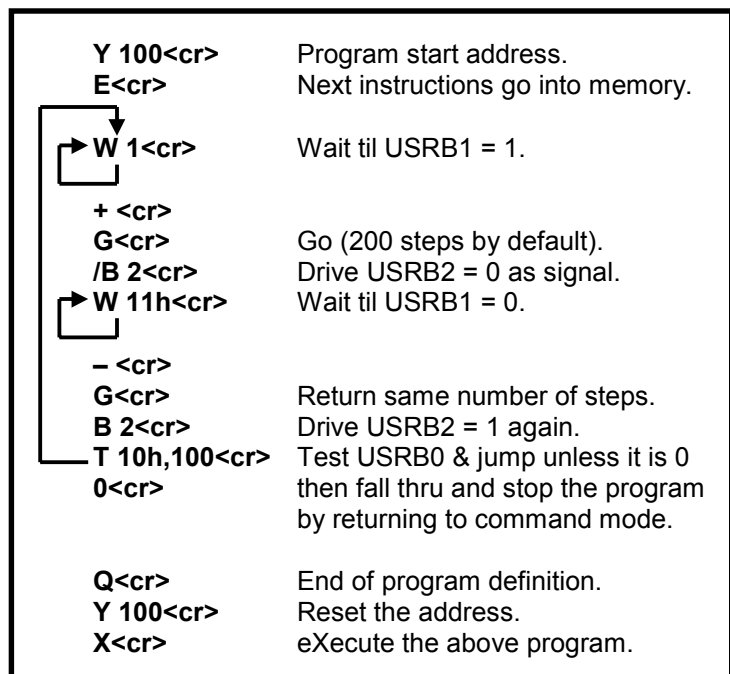 Y 100<cr> Program start address.
E<cr> Next instructions go into memory.
W 1<cr> Wait til USRB1 = 1.
+ <cr>
G<cr> Go (200 steps by default).
/B 2<cr> Drive USRB2 = 0 as signal.
W 11h<cr> Wait til USRB1 = 0.
– <cr>
G<cr> Return same number of steps.
B 2<cr> Drive USRB2 = 1 again.
T 10h,100<cr> Test USRB0 & jump unless it is 0
0<cr> then fall thru and stop the program
by returning to command mode.
Q<cr> End of program definition.
Y 100<cr> Reset the address.
X<cr> eXecute the above program.